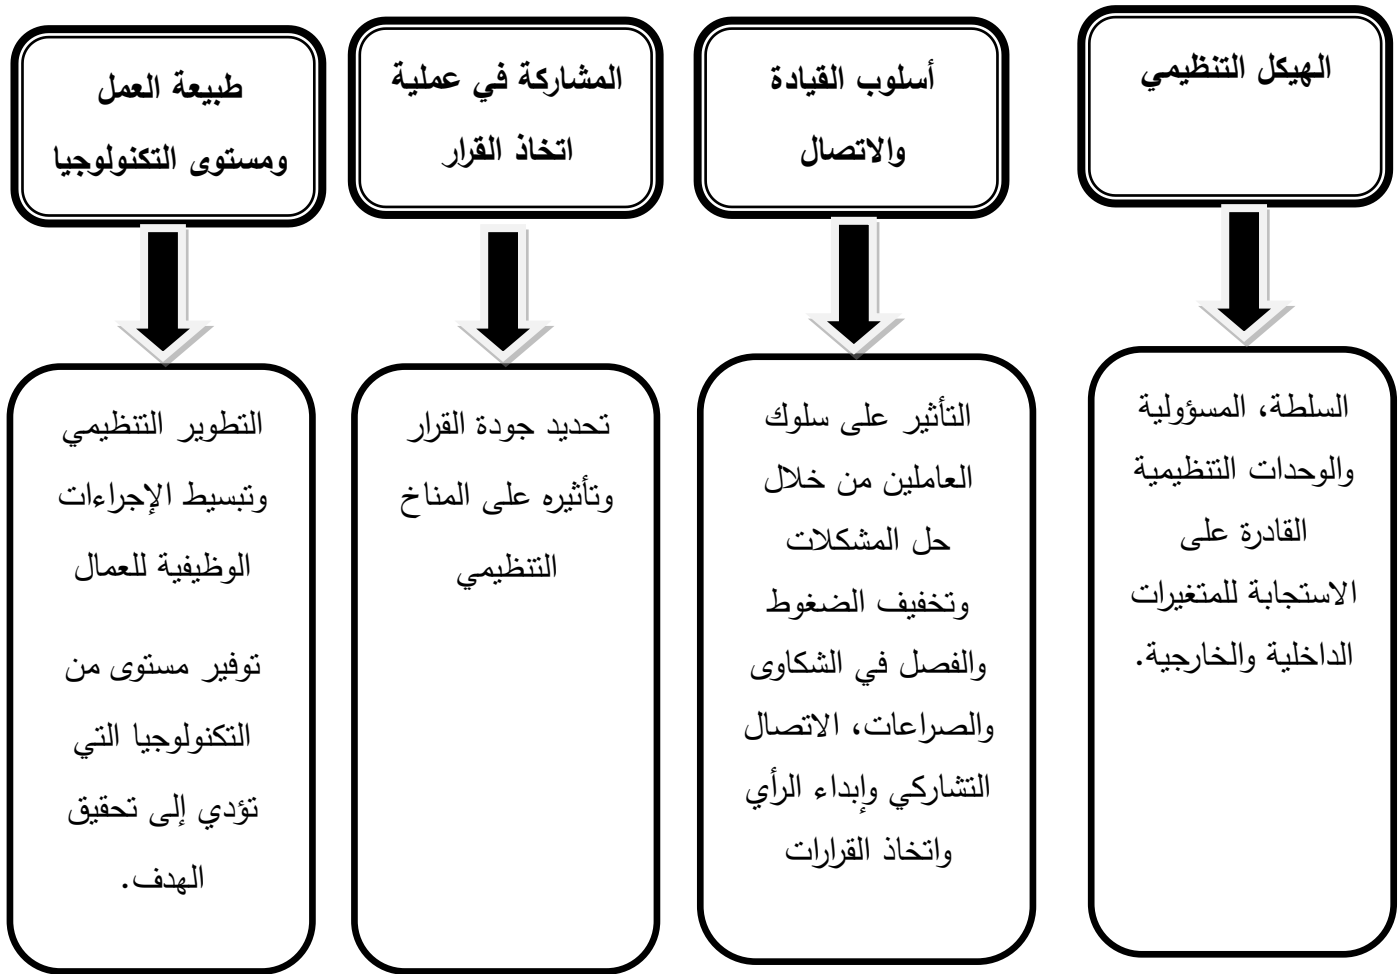 الهيكل التنظيمي
السلطة، المسؤولية
والوحدات التنظيمية
القادرة على
الاستجابة للمتغيرات
الداخلية والخارجية.
أسلوب القيادة
والاتصال
التأثير على سلوك
العاملين من خلال
حل المشكلات
وتخفيف الضغوط
والفصل في الشكاوى
والصراعات، الاتصال
التشاركي وإبداء الرأي
واتخاذ القرارات
المشاركة في عملية
اتخاذ القرار
تحديد جودة القرار
وتأثيره على المناخ
التنظيمي
طبيعة العمل
ومستوى التكنولوجيا
التطوير التنظيمي
وتبسيط الإجراءات
الوظيفية للعمال
توفير مستوى من
التكنولوجيا التي
تؤدي إلى تحقيق
الهدف.